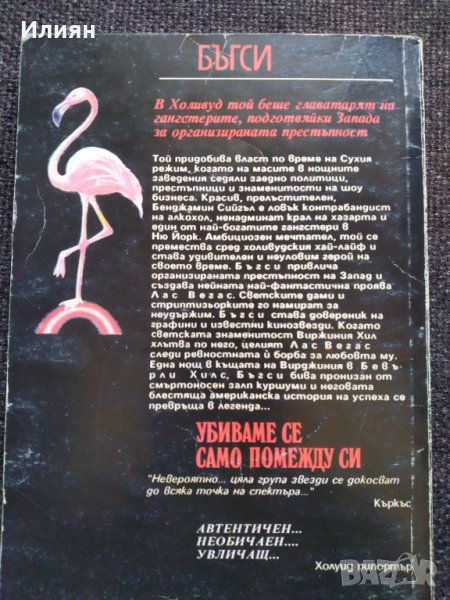 Илиян
БЪГСИ
В Холивуд той беше главатарят на
гангстерите, подготвяйки Запада
за организираната престъпност
Той придобива власт по време на Сухия
режим, когато на масите в нощните
заведения седяли заедно политици,
престъпници и знаменитости на шоу
бизнеса. Красив, прелъстителен,
Бенджамин Сийгъл е ловък контрабандист
на алкохол, ненадминат крал на хазарта и
един от най-богатите гангстери в
Ню Йорк. Амбициозен мечтател, той се
премества сред холивудския хай-лайф и
става удивителен и неуловим герой на
своето време. Бъгси привлича
организираната престъпност на Запад и
създава нейната най-фантастична проява
Лас Вегас. Светските дами и
стриптийзьорките го намират за
неудържим. Бъгси става довереник на
графини и известни кинозвезди. Когато
светската знаменитост Виржиния Хил
хлътва по него, целият Лас Вегас
следи ревностната ѝ борба за любовта му.
Една нощ в къщата на Вирджиния в Бевъ-
рли Хилс, Бъгси бива пронизан от
смъртоносен залп куршуми и неговата
блестяща американска история на успеха се
превръща в легенда...
УБИВАМЕ СЕ
САМО ПОМЕЖДУ СИ
"Невероятно... цяла група звезди се докосват
до всяка точка на спектъра..."
Къркъс
АВТЕНТИЧЕН...
НЕОБИЧАЕН....
УВЛИЧАЩ...
Холуид рипортър
BAZAR